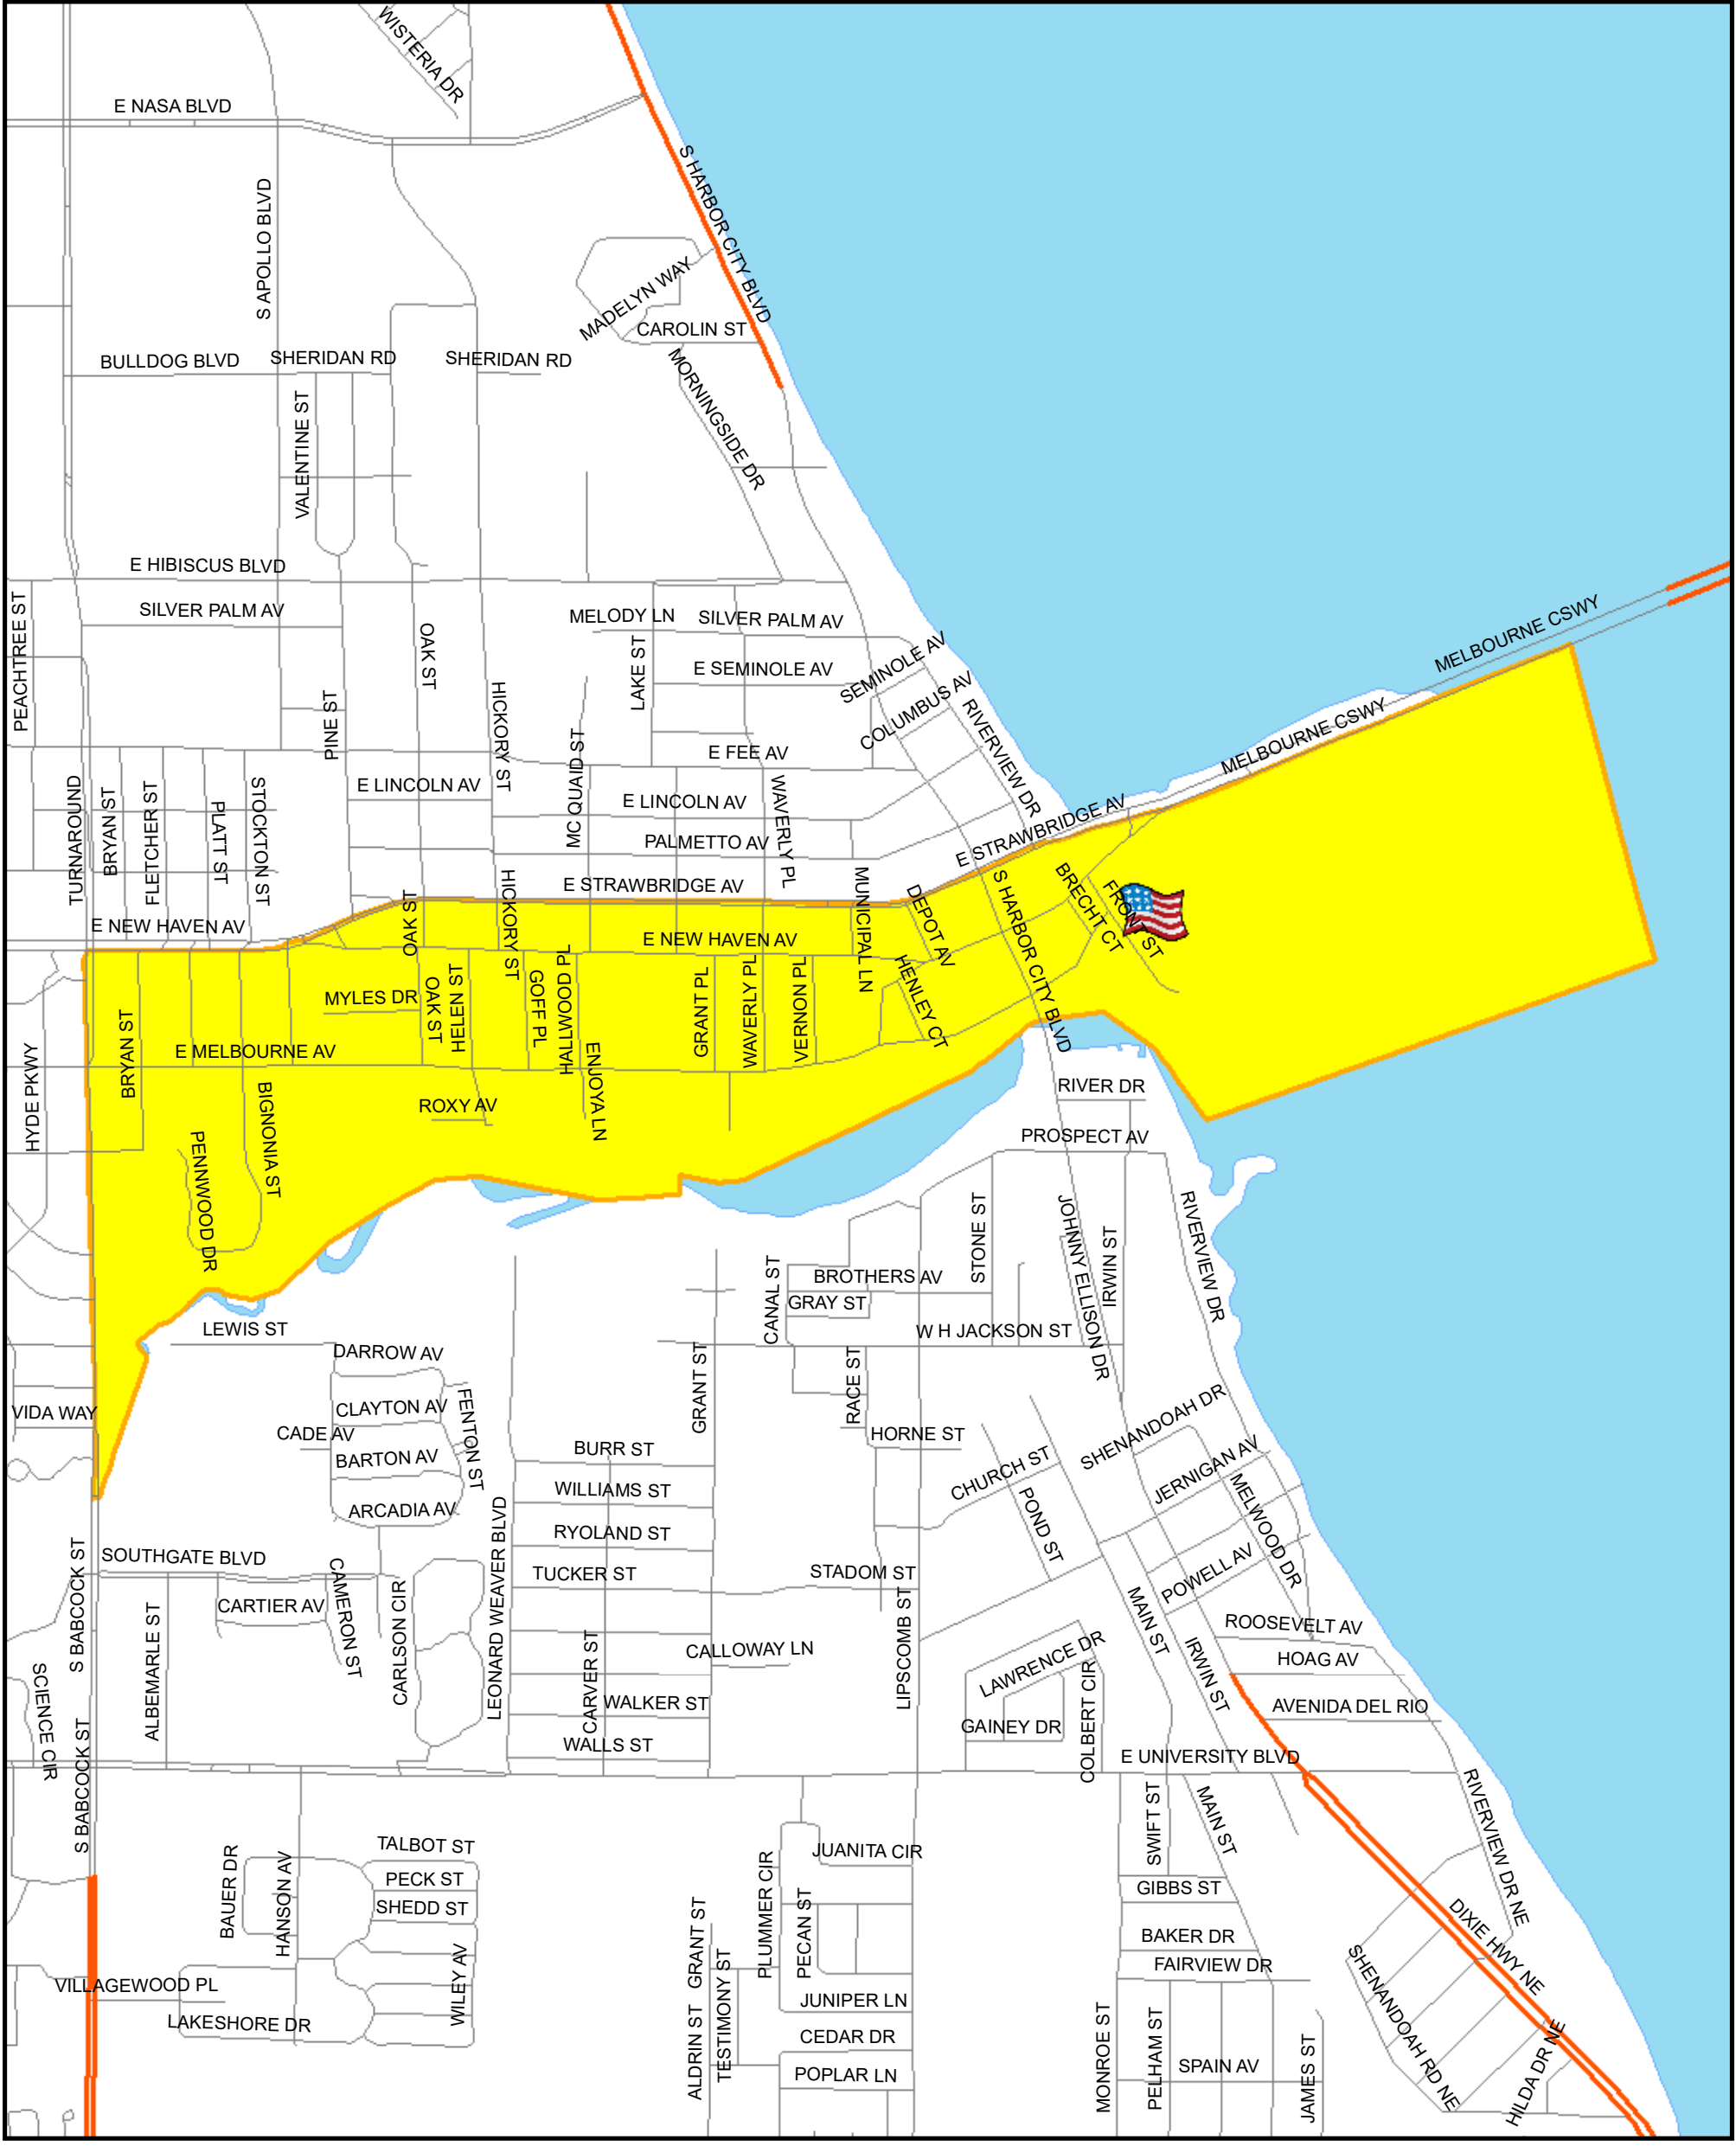 WISTERIA DR
E NASA BLVD
S HARBOR CITY BLVD
S APOLLO BLVD
MADELYN WAY
CAROLIN ST
BULLDOG BLVD
SHERIDAN RD
SHERIDAN RD
MORNINGSIDE DR
VALENTINE ST
E HIBISCUS BLVD
SILVER PALM AV
MELODY LN
SILVER PALM AV
PEACHTREE ST
OAK ST
LAKE ST
E SEMINOLE AV
SEMINOLE AV
COLUMBUS AV
MELBOURNE CSWY
PINE ST
HICKORY ST
RIVERVIEW DR
MELBOURNE CSWY
MC QUAID ST
E FEE AV
TURNAROUND
BRYAN ST
FLETCHER ST
PLATT ST
STOCKTON ST
E LINCOLN AV
E LINCOLN AV
WAVERLY PL
PALMETTO AV
E STRAWBRIDGE AV
E STRAWBRIDGE AV
HICKORY ST
MUNICIPAL LN
DEPOT AV
S HARBOR CITY BLVD
BRECHT CT
FRONT ST
E NEW HAVEN AV
OAK ST
E NEW HAVEN AV
MYLES DR
OAK ST
HELEN ST
GOFF PL
HALLWOOD PL
GRANT PL
WAVERLY PL
VERNON PL
HENLEY CT
HYDE PKWY
BRYAN ST
E MELBOURNE AV
BIGNONIA ST
ENJOYA LN
ROXY AV
RIVER DR
PENNWOOD DR
PROSPECT AV
STONE ST
JOHNNY ELLISON DR
IRWIN ST
RIVERVIEW DR
CANAL ST
BROTHERS AV
GRAY ST
LEWIS ST
W H JACKSON ST
DARROW AV
GRANT ST
RACE ST
VIDA WAY
CLAYTON AV
FENTON ST
CADE AV
BARTON AV
HORNE ST
SHENANDOAH DR
BURR ST
CHURCH ST
JERNIGAN AV
WILLIAMS ST
ARCADIA AV
POND ST
MELWOOD DR
LEONARD WEAVER BLVD
RYOLAND ST
SOUTHGATE BLVD
TUCKER ST
STADOM ST
POWELL AV
S BABCOCK ST
CAMERON ST
CARTIER AV
CARLSON CIR
ALBEMARLE ST
LIPSCOMB ST
MAIN ST
ROOSEVELT AV
CARVER ST
CALLOWAY LN
LAWRENCE DR
IRWIN ST
HOAG AV
SCIENCE CIR
WALKER ST
GAINEY DR
COLBERT CIR
AVENIDA DEL RIO
S BABCOCK ST
WALLS ST
E UNIVERSITY BLVD
RIVERVIEW DR NE
SWIFT ST
MAIN ST
TALBOT ST
JUANITA CIR
BAUER DR
HANSON AV
PECK ST
SHEDD ST
PLUMMER CIR
PECAN ST
GIBBS ST
GRANT ST
BAKER DR
DIXIE HWY NE
FAIRVIEW DR
WILEY AV
VILLAGEWOOD PL
TESTIMONY ST
JUNIPER LN
SHENANDOAH RD NE
LAKESHORE DR
CEDAR DR
ALDRIN ST
POPLAR LN
MONROE ST
PELHAM ST
SPAIN AV
JAMES ST
HILDA DR NE